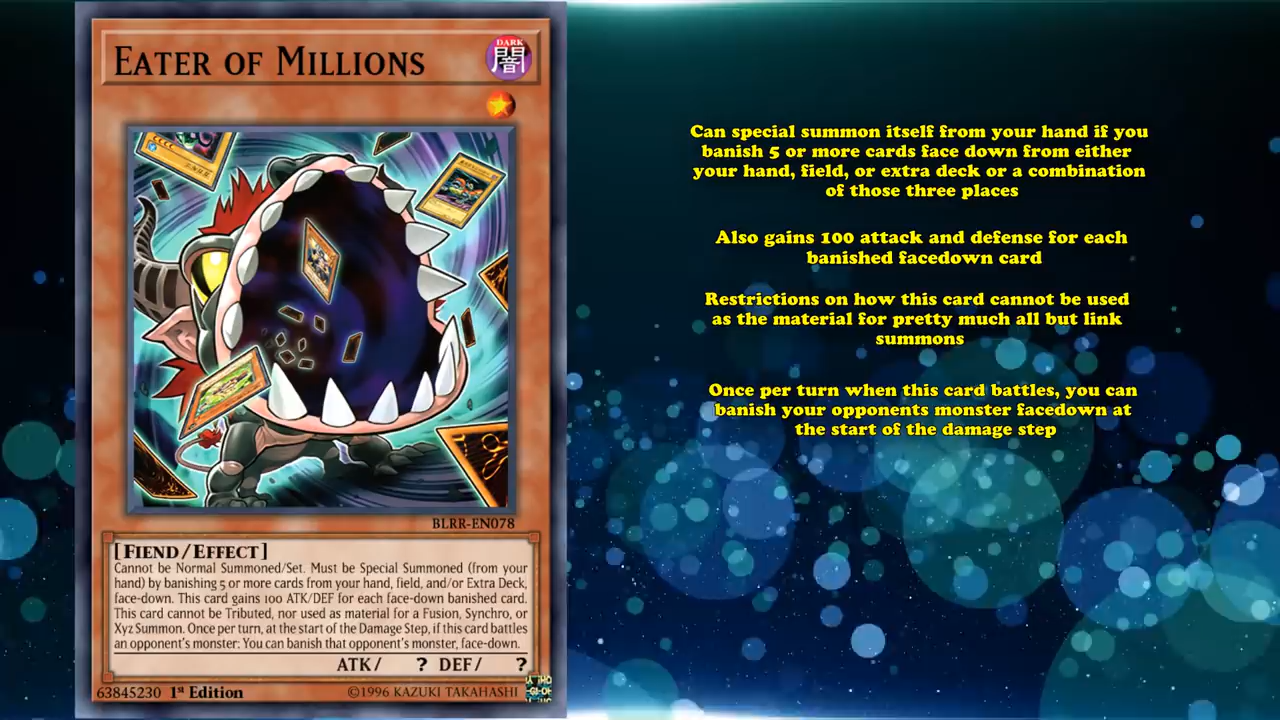 EATER OF MILLIONS
DARK
闇
BLRR-EN078
[FIEND/EFFECT]
Cannot be Normal Summoned/Set. Must be Special Summoned (from your
hand) by banishing 5 or more cards from your hand, field, and/or Extra Deck,
face-down. This card gains 100 ATK/DEF for each face-down banished card.
This card cannot be Tributed, nor used as material for a Fusion, Synchro, or
Xyz Summon. Once per turn, at the start of the Damage Step, if this card battles
an opponent's monster: You can banish that opponent's monster, face-down.
ATK/ ? DEF/ ?
63845230 1st Edition ©1996 KAZUKI TAKAHASHI
Can special summon itself from your hand if you
banish 5 or more cards face down from either
your hand, field, or extra deck or a combination
of those three places
Also gains 100 attack and defense for each
banished facedown card
Restrictions on how this card cannot be used
as the material for pretty much all but link
summons
Once per turn when this card battles, you can
banish your opponents monster facedown at
the start of the damage step